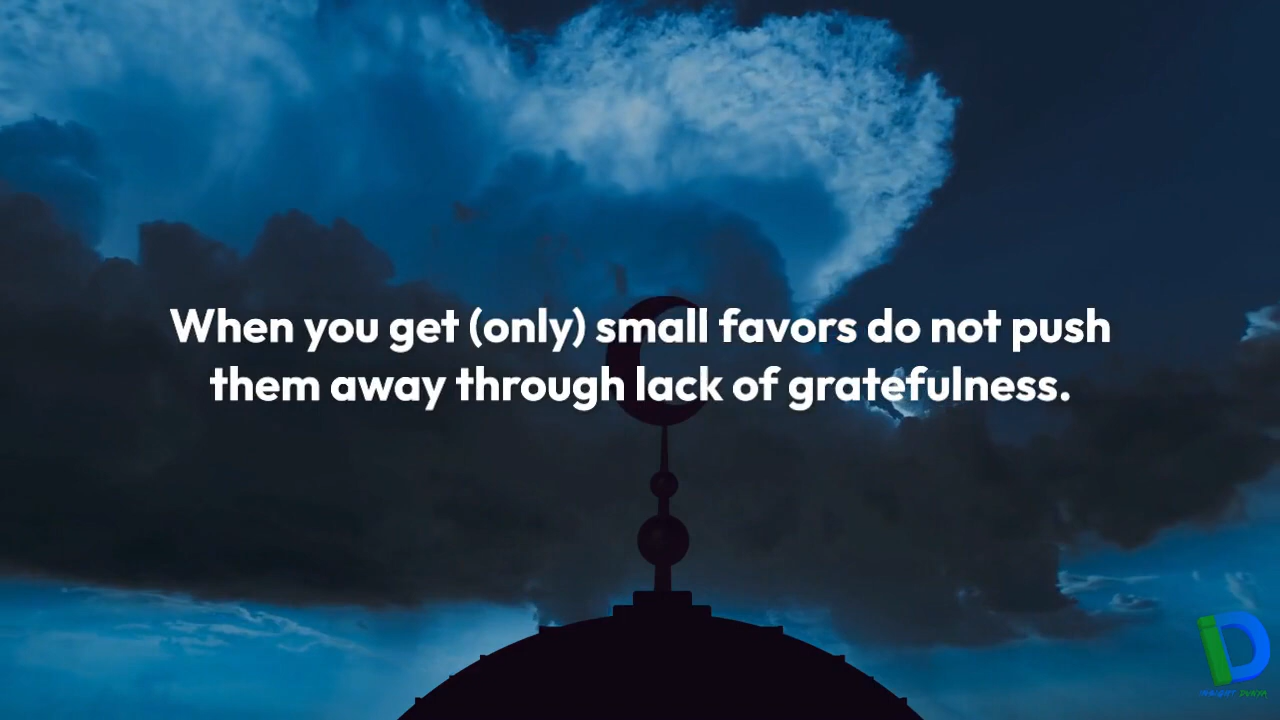 When you get (only) small favors do not push
them away through lack of gratefulness.